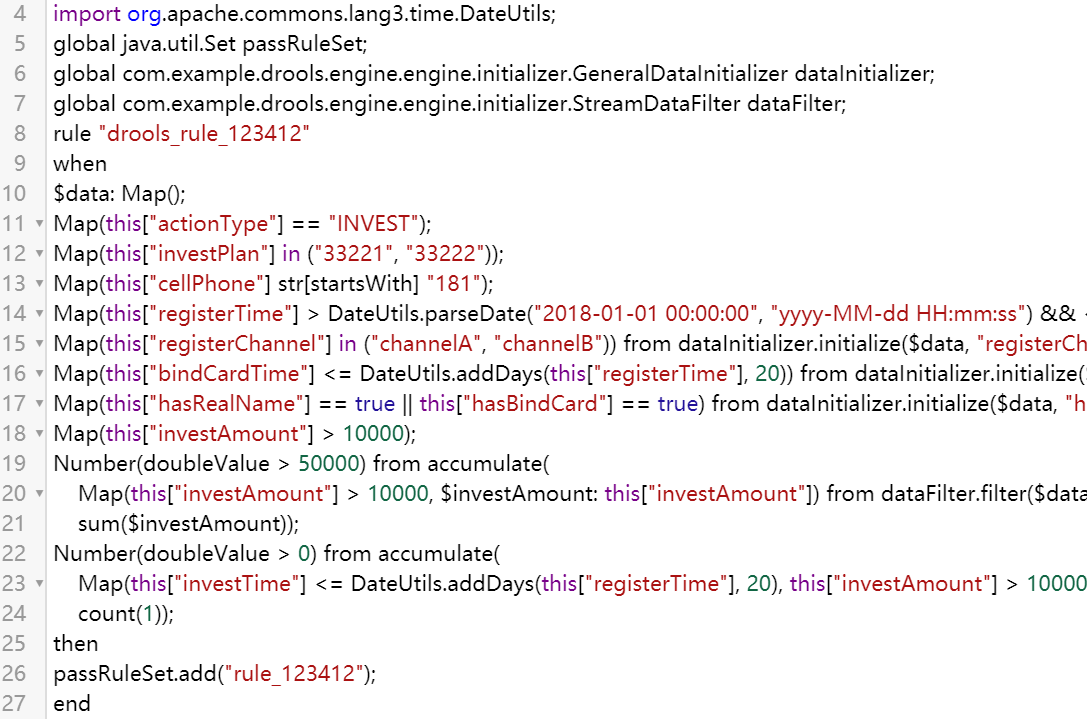 4 import org.apache.commons.lang3.time.DateUtils;
5 global java.util.Set passRuleSet;
6 global com.example.drools.engine.engine.initializer.GeneralDataInitializer dataInitializer;
7 global com.example.drools.engine.engine.initializer.StreamDataFilter dataFilter;
8 rule "drools_rule_123412"
9 when
10 $data: Map();
11 Map(this["actionType"] == "INVEST");
12 Map(this["investPlan"] in ("33221", "33222"));
13 Map(this["cellPhone"] str[startsWith] "181");
14 Map(this["registerTime"] > DateUtils.parseDate("2018-01-01 00:00:00", "yyyy-MM-dd HH:mm:ss") &&
15 Map(this["registerChannel"] in ("channelA", "channelB")) from dataInitializer.initialize($data, "registerCh
16 Map(this["bindCardTime"] <= DateUtils.addDays(this["registerTime"], 20)) from dataInitializer.initialize(
17 Map(this["hasRealName"] == true || this["hasBindCard"] == true) from dataInitializer.initialize($data, "h
18 Map(this["investAmount"] > 10000);
19 Number(doubleValue > 50000) from accumulate(
20 Map(this["investAmount"] > 10000, $investAmount: this["investAmount"]) from dataFilter.filter($data
21 sum($investAmount));
22 Number(doubleValue > 0) from accumulate(
23 Map(this["investTime"] <= DateUtils.addDays(this["registerTime"], 20), this["investAmount"] > 10000
24 count(1));
25 then
26 passRuleSet.add("rule_123412");
27 end